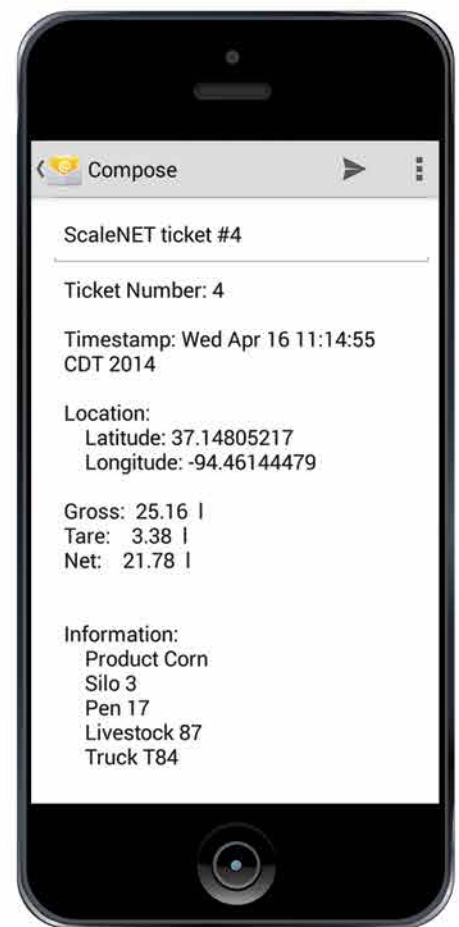 Compose
ScaleNET ticket #4
Ticket Number: 4
Timestamp: Wed Apr 16 11:14:55
CDT 2014
Location:
Latitude: 37.14805217
Longitude: -94.46144479
Gross: 25.16 l
Tare: 3.38 l
Net: 21.78 l
Information:
Product Corn
Silo 3
Pen 17
Livestock 87
Truck T84